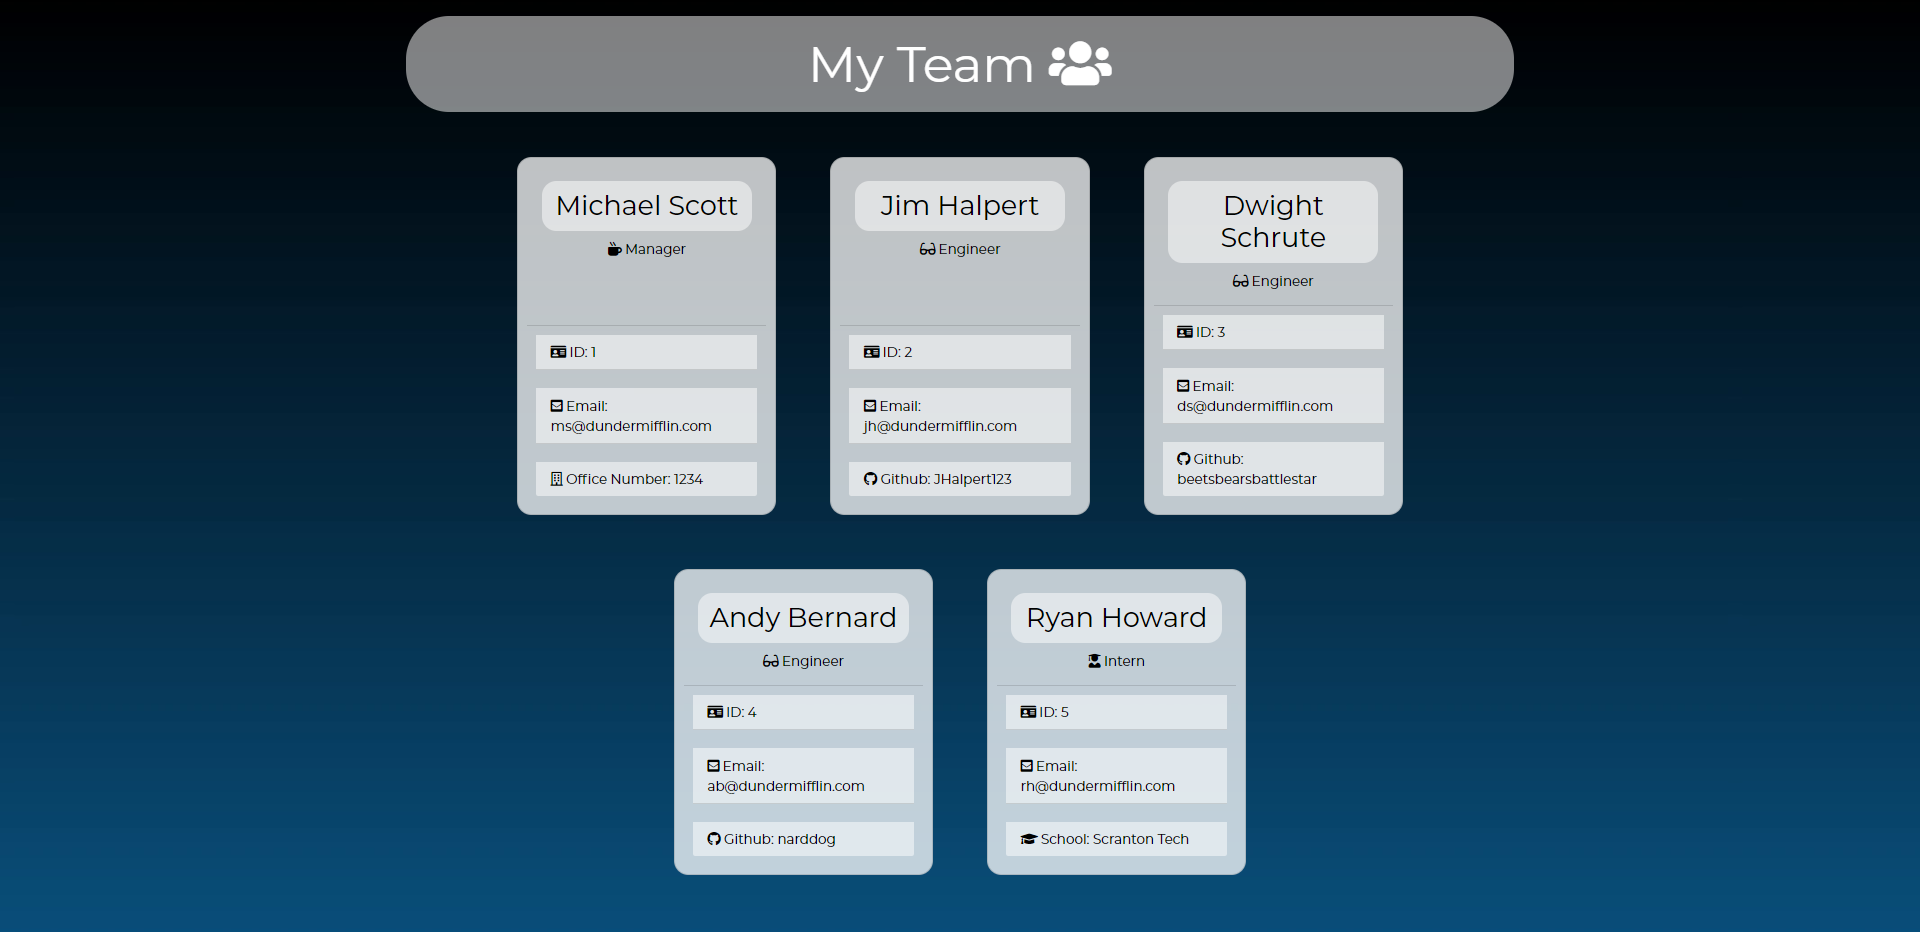 My Team
Michael Scott
Manager
ID: 1
Email:
ms@dundermifflin.com
Office Number: 1234
Jim Halpert
Engineer
ID: 2
Email:
jh@dundermifflin.com
Github: JHalpert123
Dwight
Schrute
Engineer
ID: 3
Email:
ds@dundermifflin.com
Github:
beetsbearsbattlestar
Andy Bernard
Engineer
ID: 4
Email:
ab@dundermifflin.com
Github: narddog
Ryan Howard
Intern
ID: 5
Email:
rh@dundermifflin.com
School: Scranton Tech